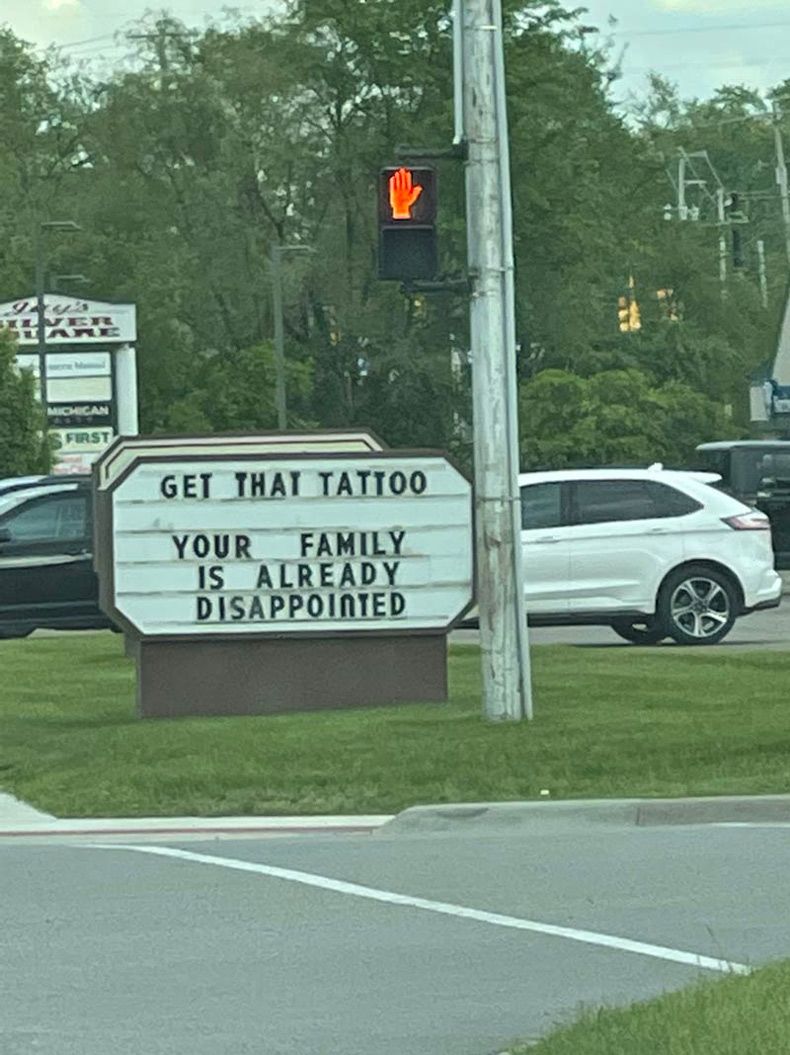 GET THAT TATTOO
YOUR FAMILY
IS ALREADY
DISAPPOINTED
MICHIGAN
FIRST